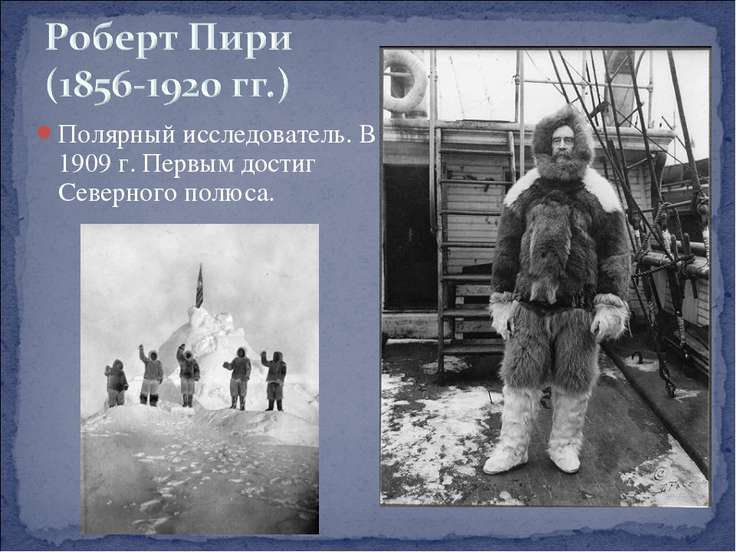 Роберт Пири
(1856-1920 гг.)
Полярный исследователь. В
1909 г. Первым достиг
Северного полюса.
©